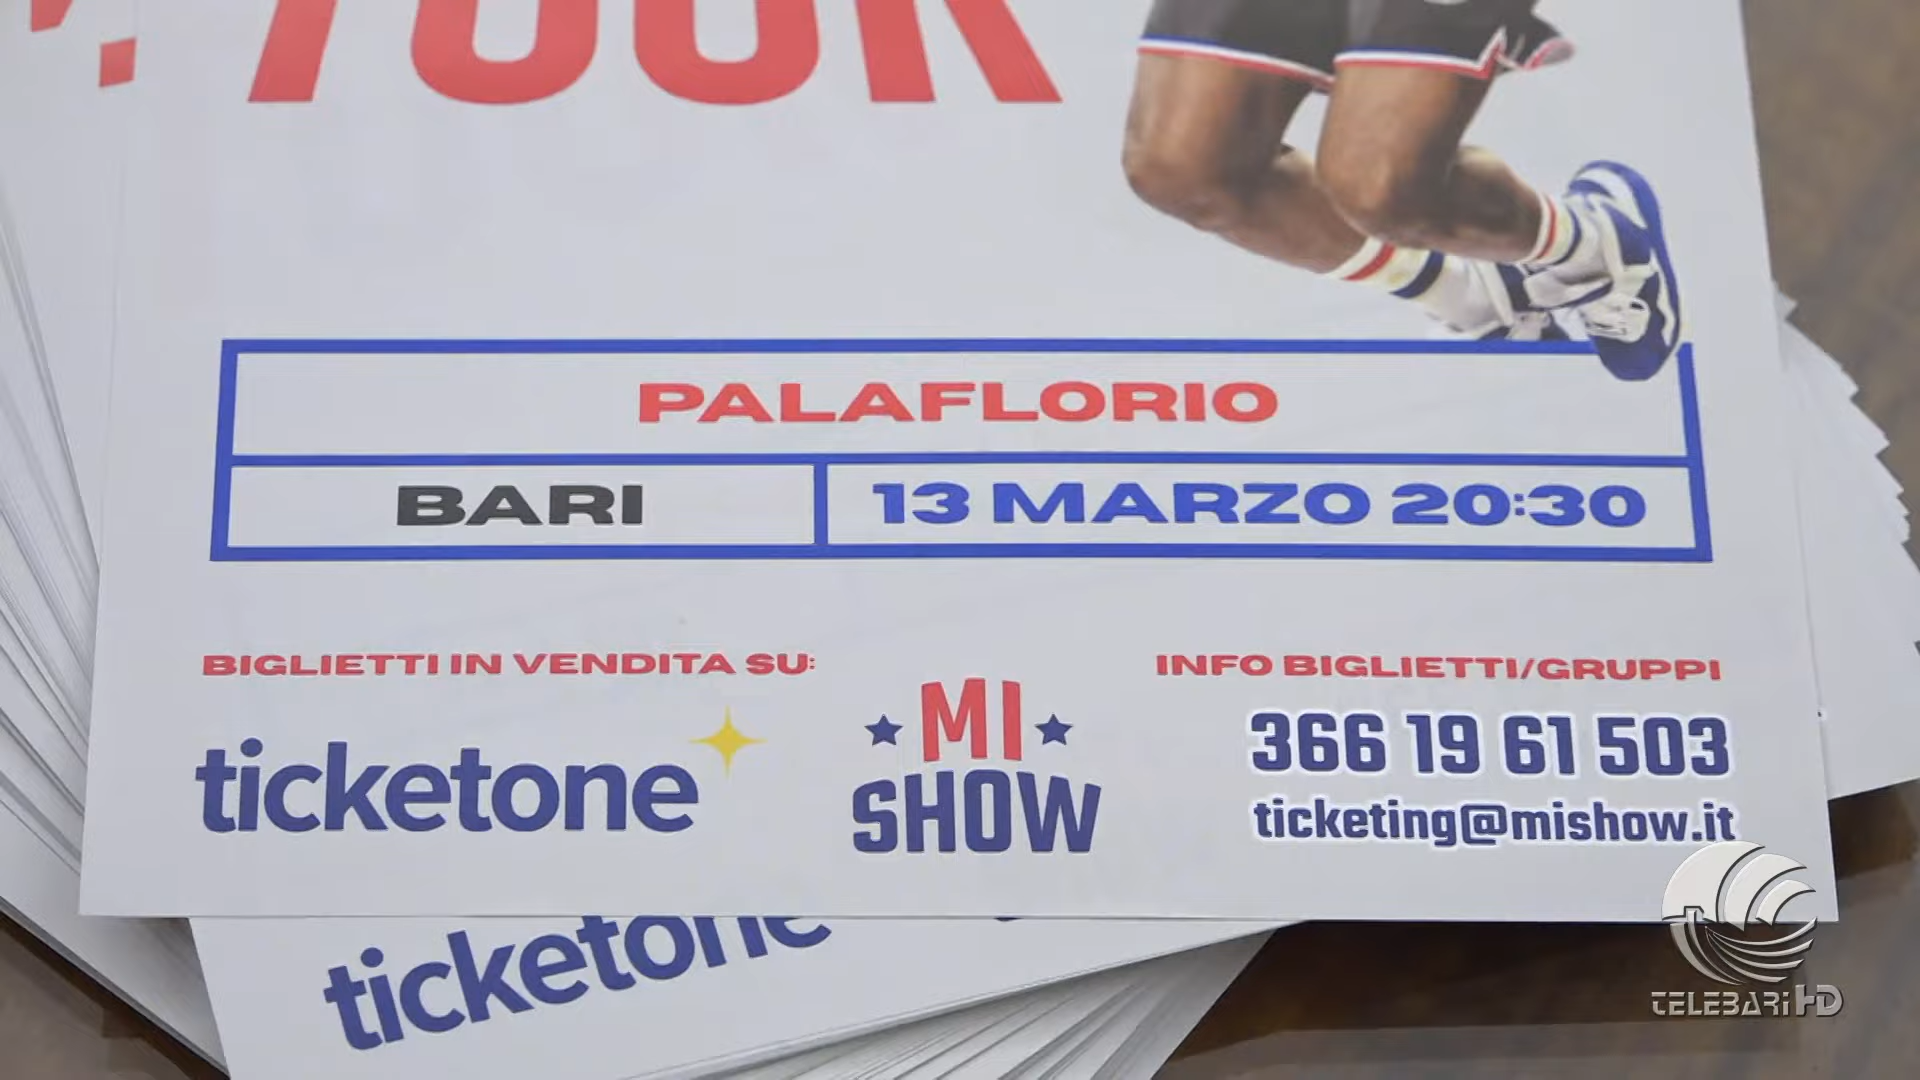 TOUR
PALAFLORIO
BARI
13 MARZO 20:30
BIGLIETTI IN VENDITA SU:
ticketone
MI
SHOW
INFO BIGLIETTI/GRUPPI
366 19 61 503
ticketing@mishow.it
ticketone
TELEBARI HD